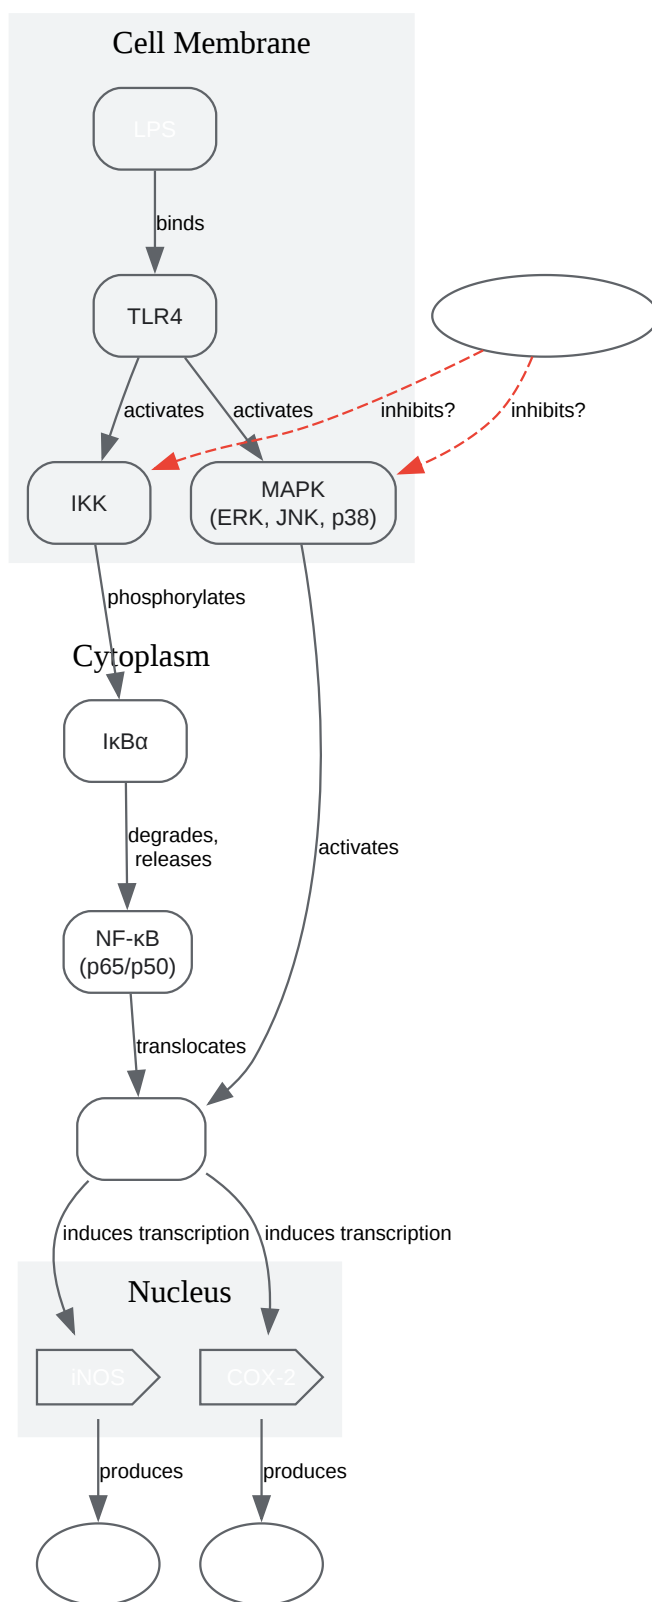 Cell Membrane
LPS
binds
TLR4
activates
activates
inhibits?
inhibits?
IKK
MAPK
(ERK, JNK, p38)
phosphorylates
Cytoplasm
IκBα
degrades,
releases
activates
NF-κB
(p65/p50)
translocates
induces transcription
induces transcription
Nucleus
iNOS
COX-2
produces
produces